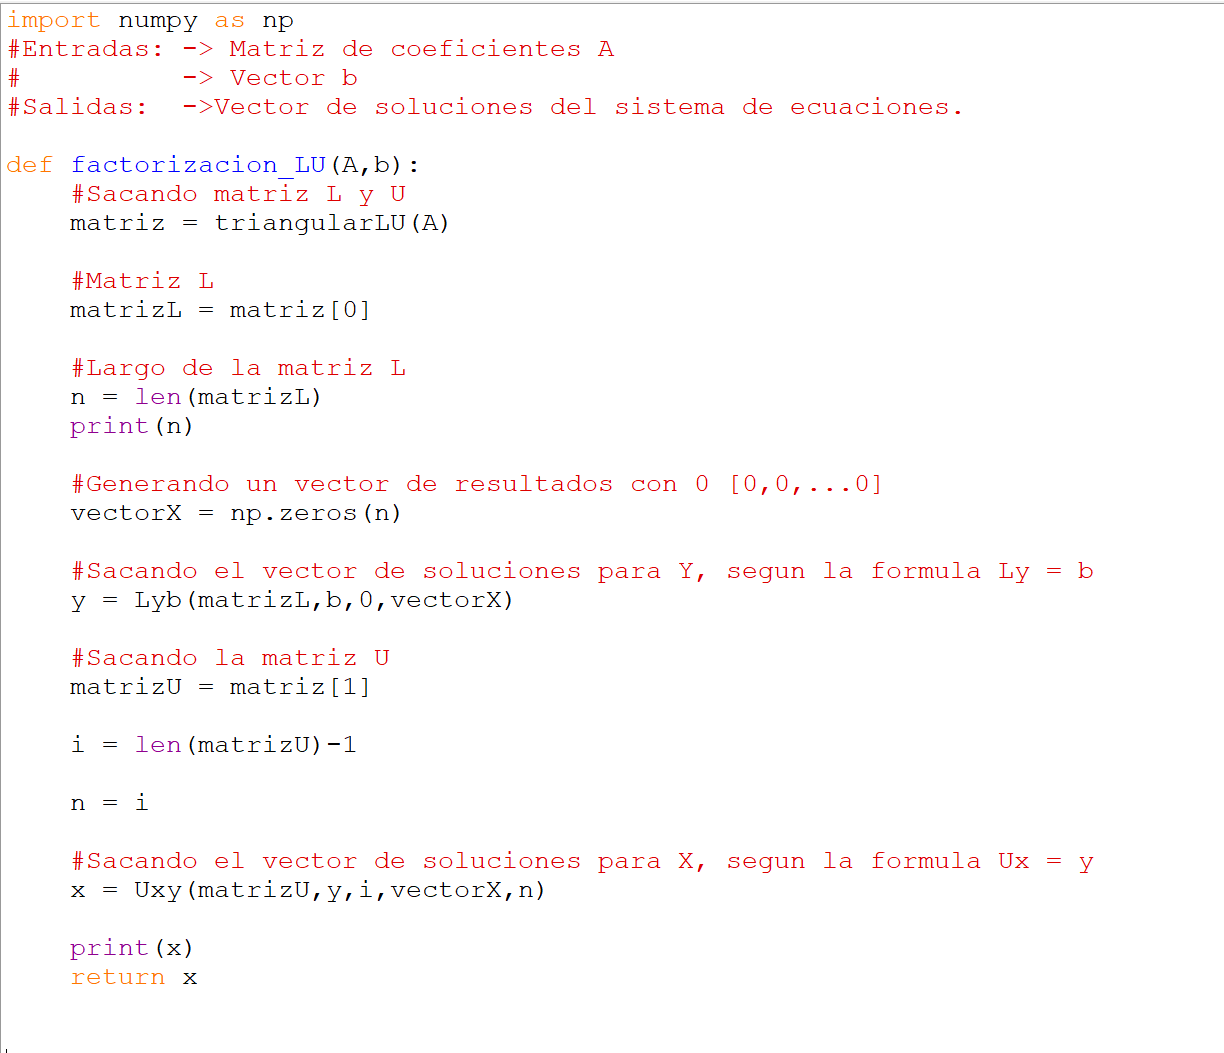 import numpy as np
#Entradas: -> Matriz de coeficientes A
#          -> Vector b
#Salidas:  ->Vector de soluciones del sistema de ecuaciones.
def factorizacion_LU(A,b):
    #Sacando matriz L y U
    matriz = triangularLU(A)
    #Matriz L
    matrizL = matriz[0]
    #Largo de la matriz L
    n = len(matrizL)
    print(n)
    #Generando un vector de resultados con 0 [0,0,...0]
    vectorX = np.zeros(n)
    #Sacando el vector de soluciones para Y, segun la formula Ly = b
    y = Lyb(matrizL,b,0,vectorX)
    #Sacando la matriz U
    matrizU = matriz[1]
    i = len(matrizU)-1
    n = i
    #Sacando el vector de soluciones para X, segun la formula Ux = y
    x = Uxy(matrizU,y,i,vectorX,n)
    print(x)
    return x